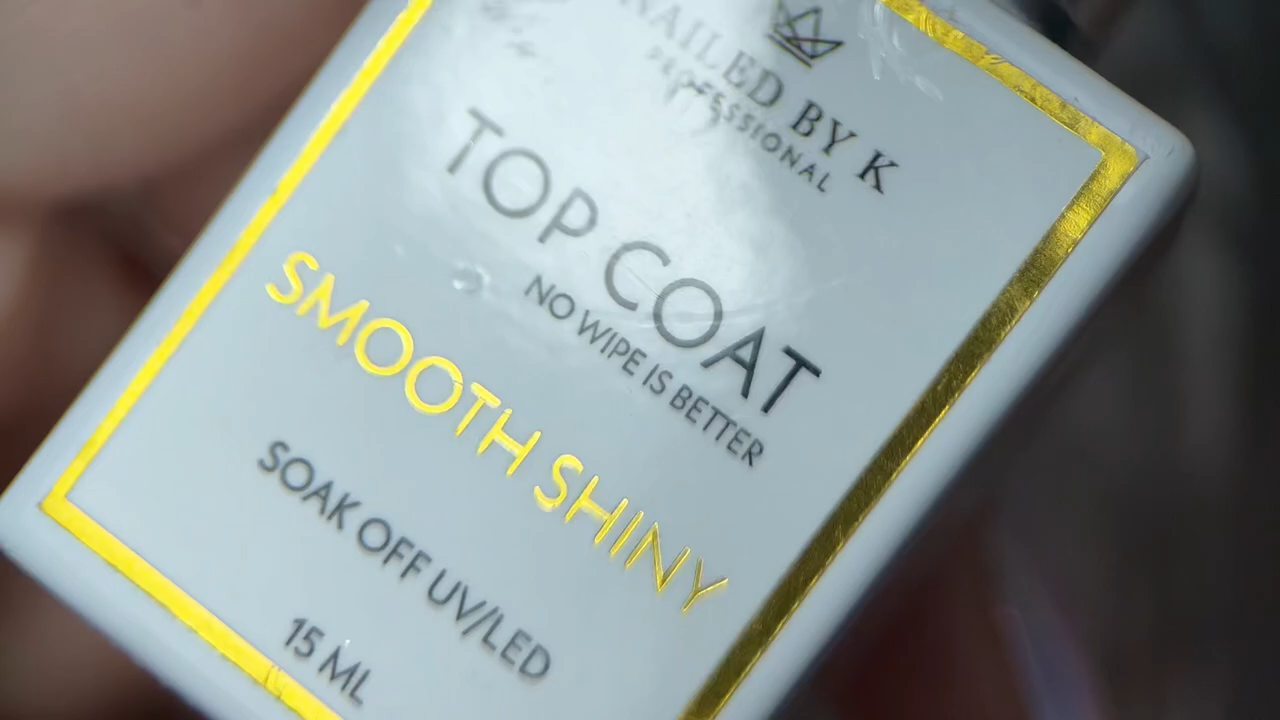 NAILED BY K
PROFESSIONAL
TOP COAT
NO WIPE IS BETTER
SMOOTH SHINY
SOAK OFF UV/LED
15 ML